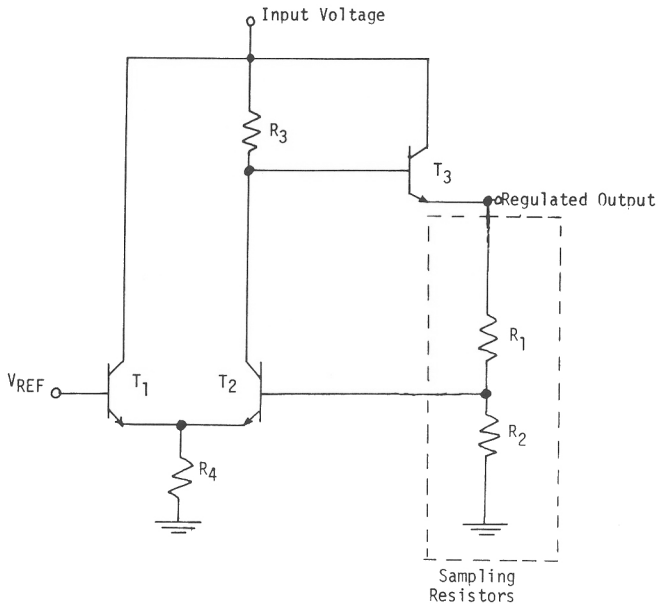 Input Voltage
R3
T3
Regulated Output
R1
VREF
T1
T2
R2
R4
Sampling
Resistors